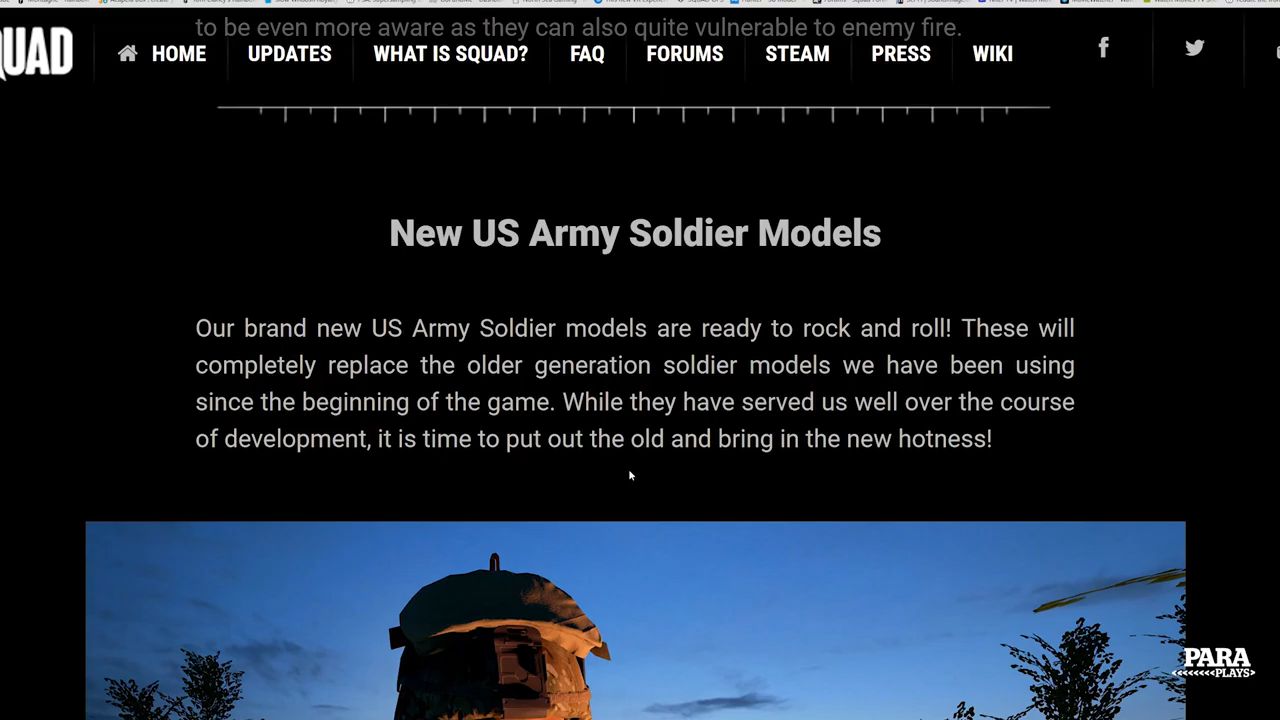 to be even more aware as they can also quite vulnerable to enemy fire.
QUAD HOME UPDATES WHAT IS SQUAD? FAQ FORUMS STEAM PRESS WIKI
New US Army Soldier Models
Our brand new US Army Soldier models are ready to rock and roll! These will
completely replace the older generation soldier models we have been using
since the beginning of the game. While they have served us well over the course
of development, it is time to put out the old and bring in the new hotness!
PARA
PLAYS